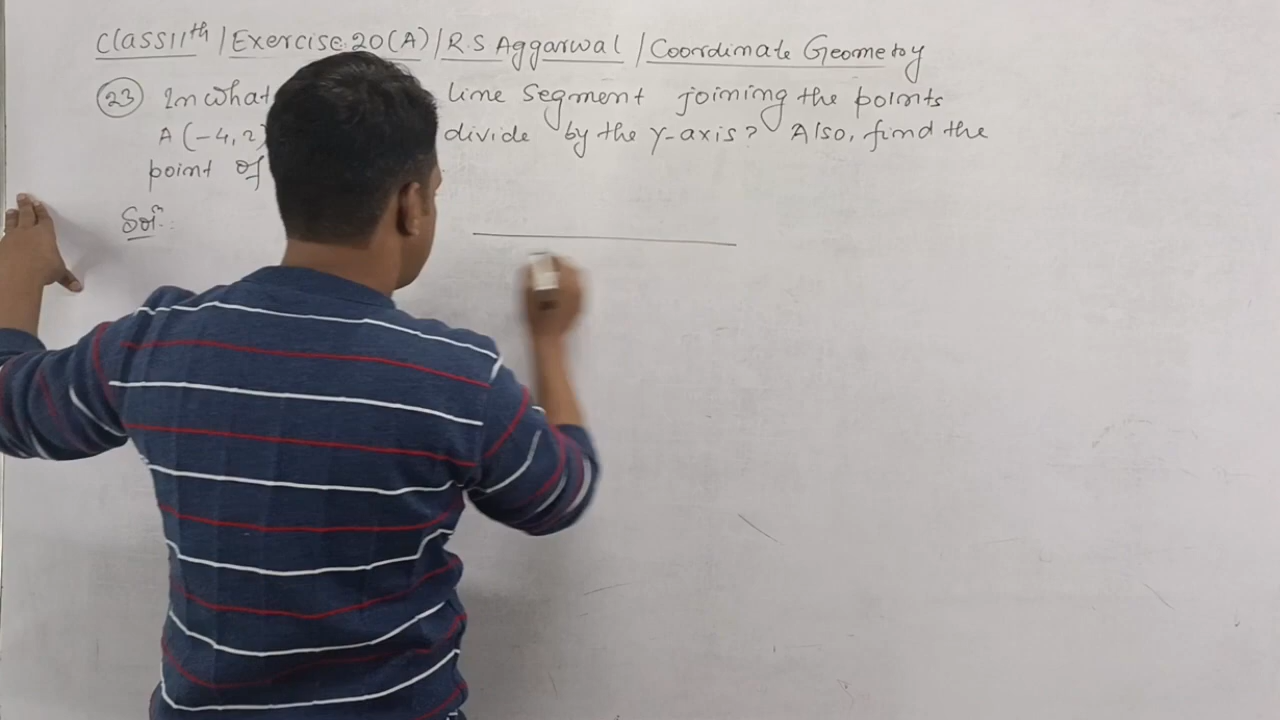 Class 11th / Exercise 20(A) / R.S Aggarwal / Coordinate Geometry
(23) In what line segment joining the points
A (-4, 2) divide by the Y-axis? Also, find the
point of
Soln: